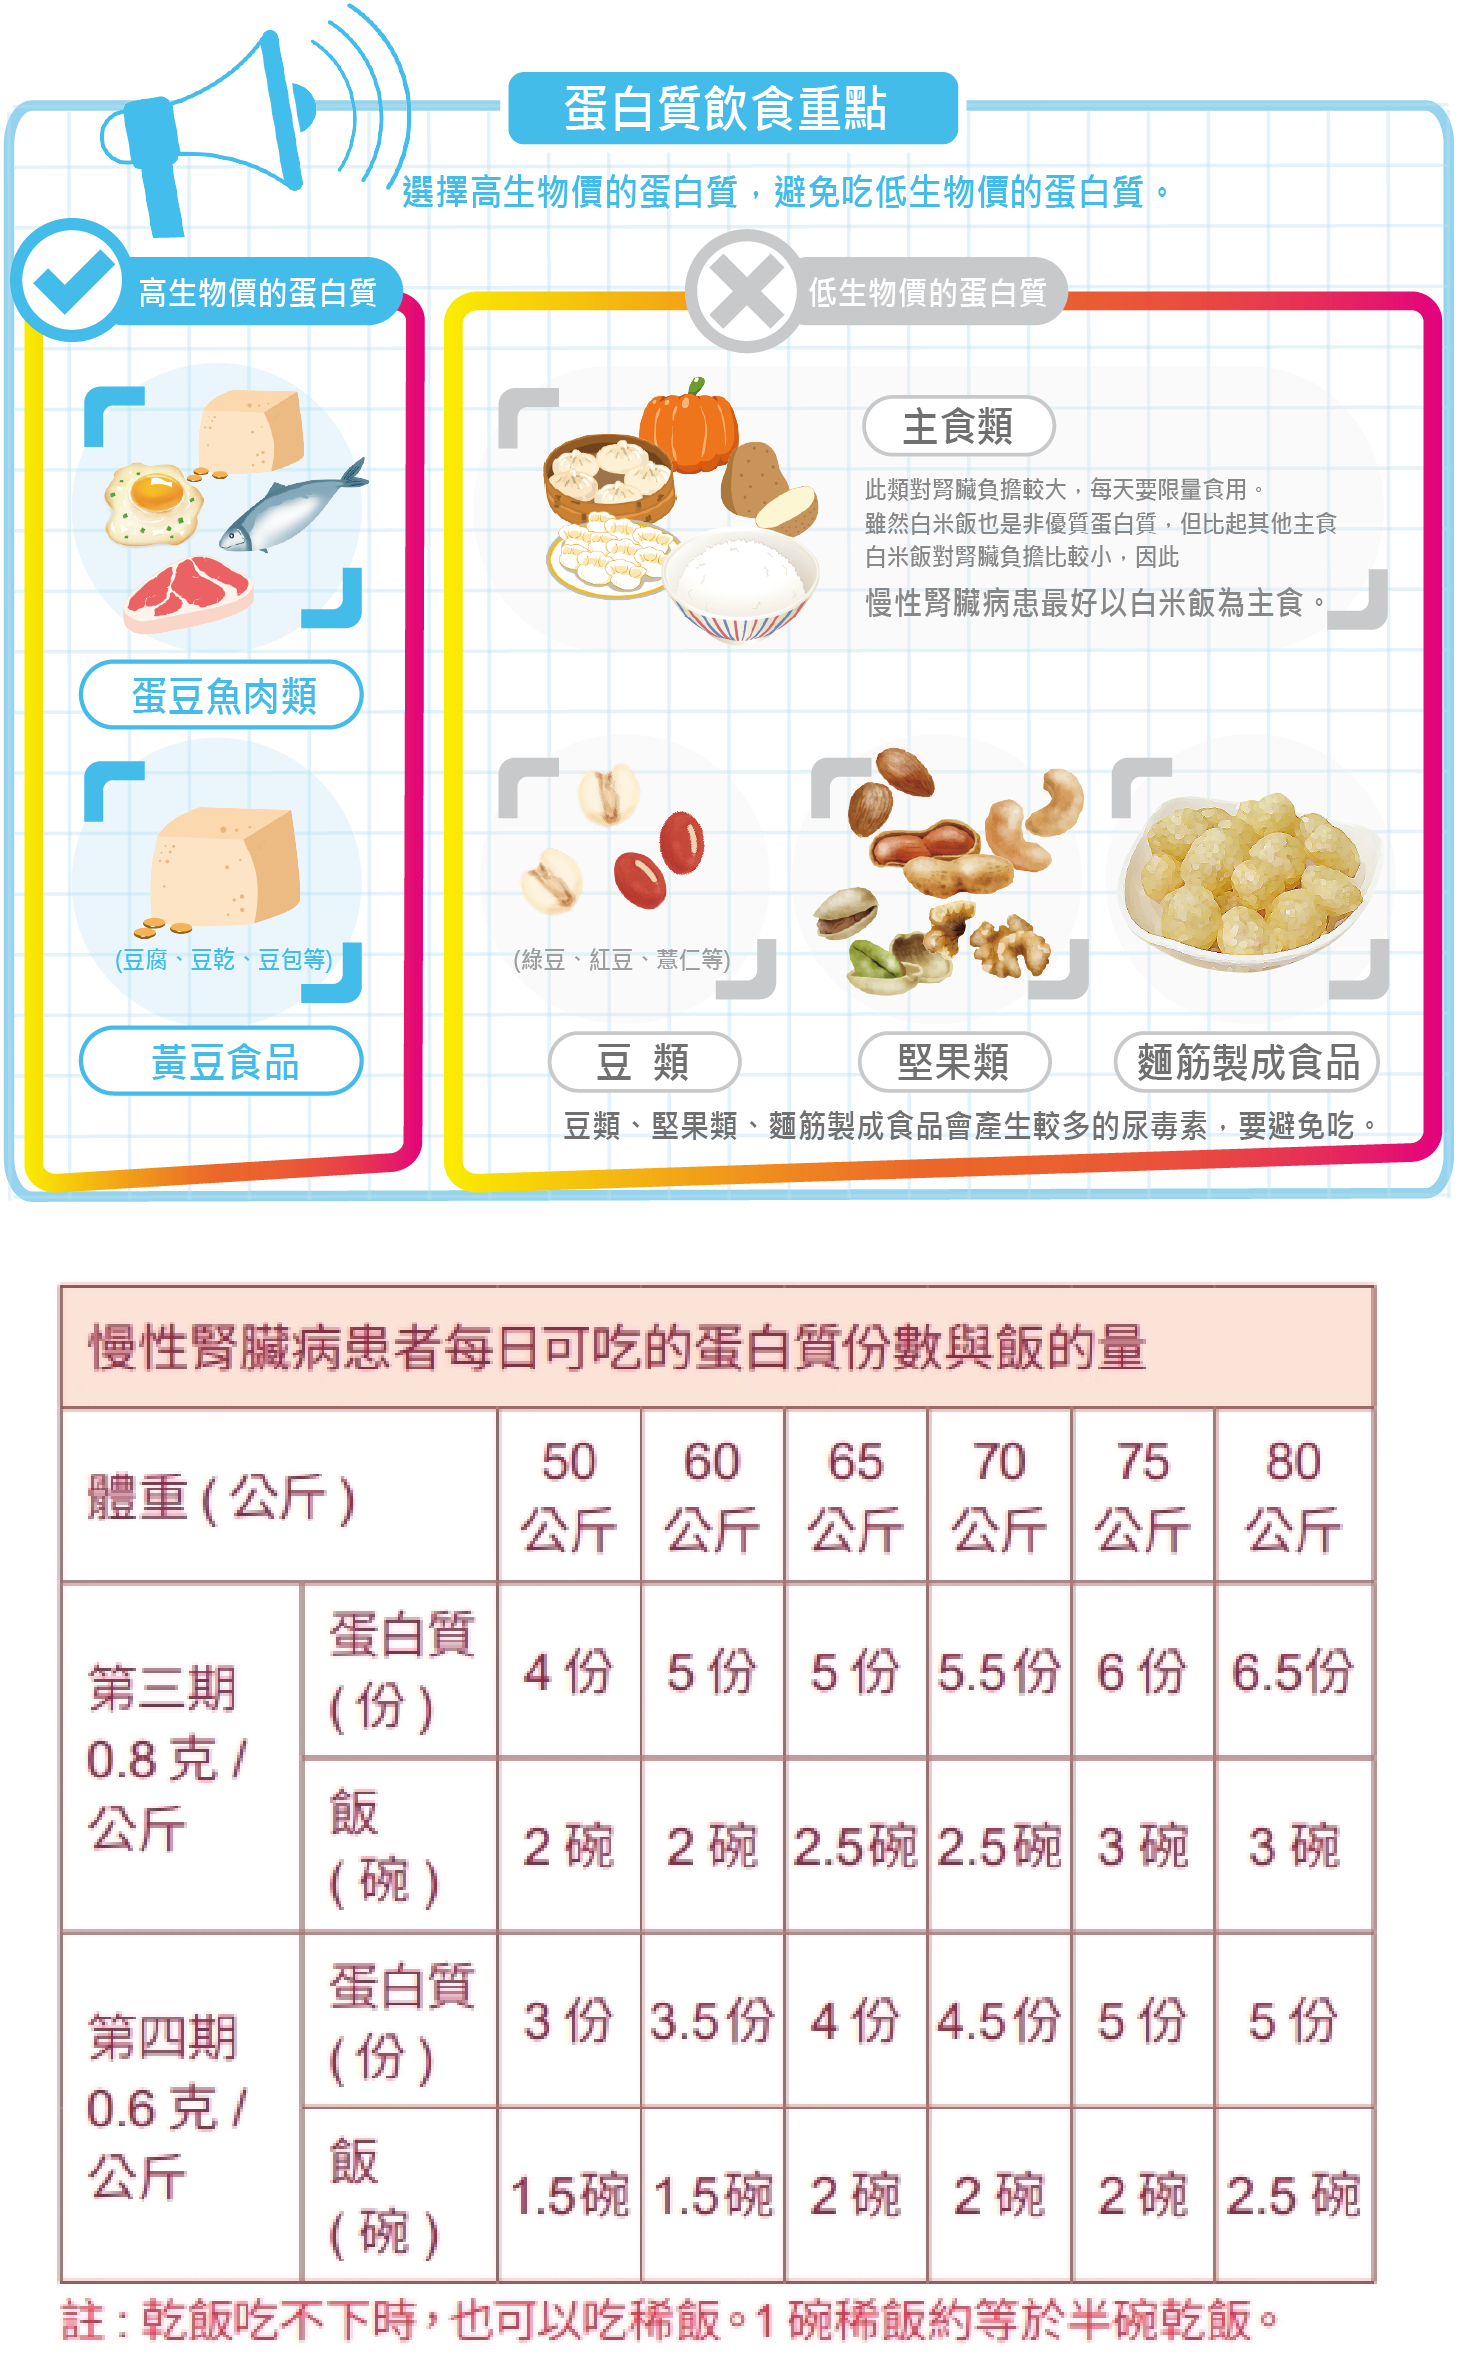 蛋白質飲食重點
選擇高生物價的蛋白質，避免吃低生物價的蛋白質。
高生物價的蛋白質
蛋豆魚肉類
(豆腐、豆乾、豆包等)
黃豆食品
低生物價的蛋白質
主食類
此類對腎臟負擔較大，每天要限量食用。
雖然白米飯也是非優質蛋白質，但比起其他主食
白米飯對腎臟負擔比較小，因此
慢性腎臟病患最好以白米飯為主食。
(綠豆、紅豆、薏仁等)
豆 類
堅果類
麵筋製成食品
豆類、堅果類、麵筋製成食品會產生較多的尿毒素，要避免吃。
慢性腎臟病患者每日可吃的蛋白質份數與飯的量
體重 ( 公斤 ) 50 公斤 60 公斤 65 公斤 70 公斤 75 公斤 80 公斤
第三期 0.8 克 / 公斤
蛋白質 ( 份 ) 4 份 5 份 5 份 5.5份 6 份 6.5份
飯 ( 碗 ) 2 碗 2 碗 2.5碗 2.5碗 3 碗 3 碗
第四期 0.6 克 / 公斤
蛋白質 ( 份 ) 3 份 3.5份 4 份 4.5份 5 份 5 份
飯 ( 碗 ) 1.5碗 1.5碗 2 碗 2 碗 2 碗 2.5 碗
註：乾飯吃不下時，也可以吃稀飯。1 碗稀飯約等於半碗乾飯。